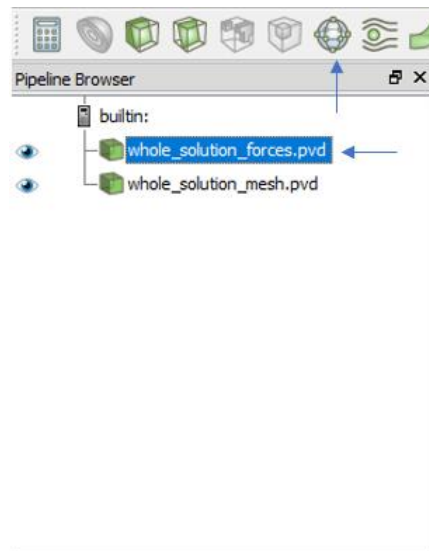 Pipeline Browser
builtin:
whole_solution_forces.pvd
whole_solution_mesh.pvd